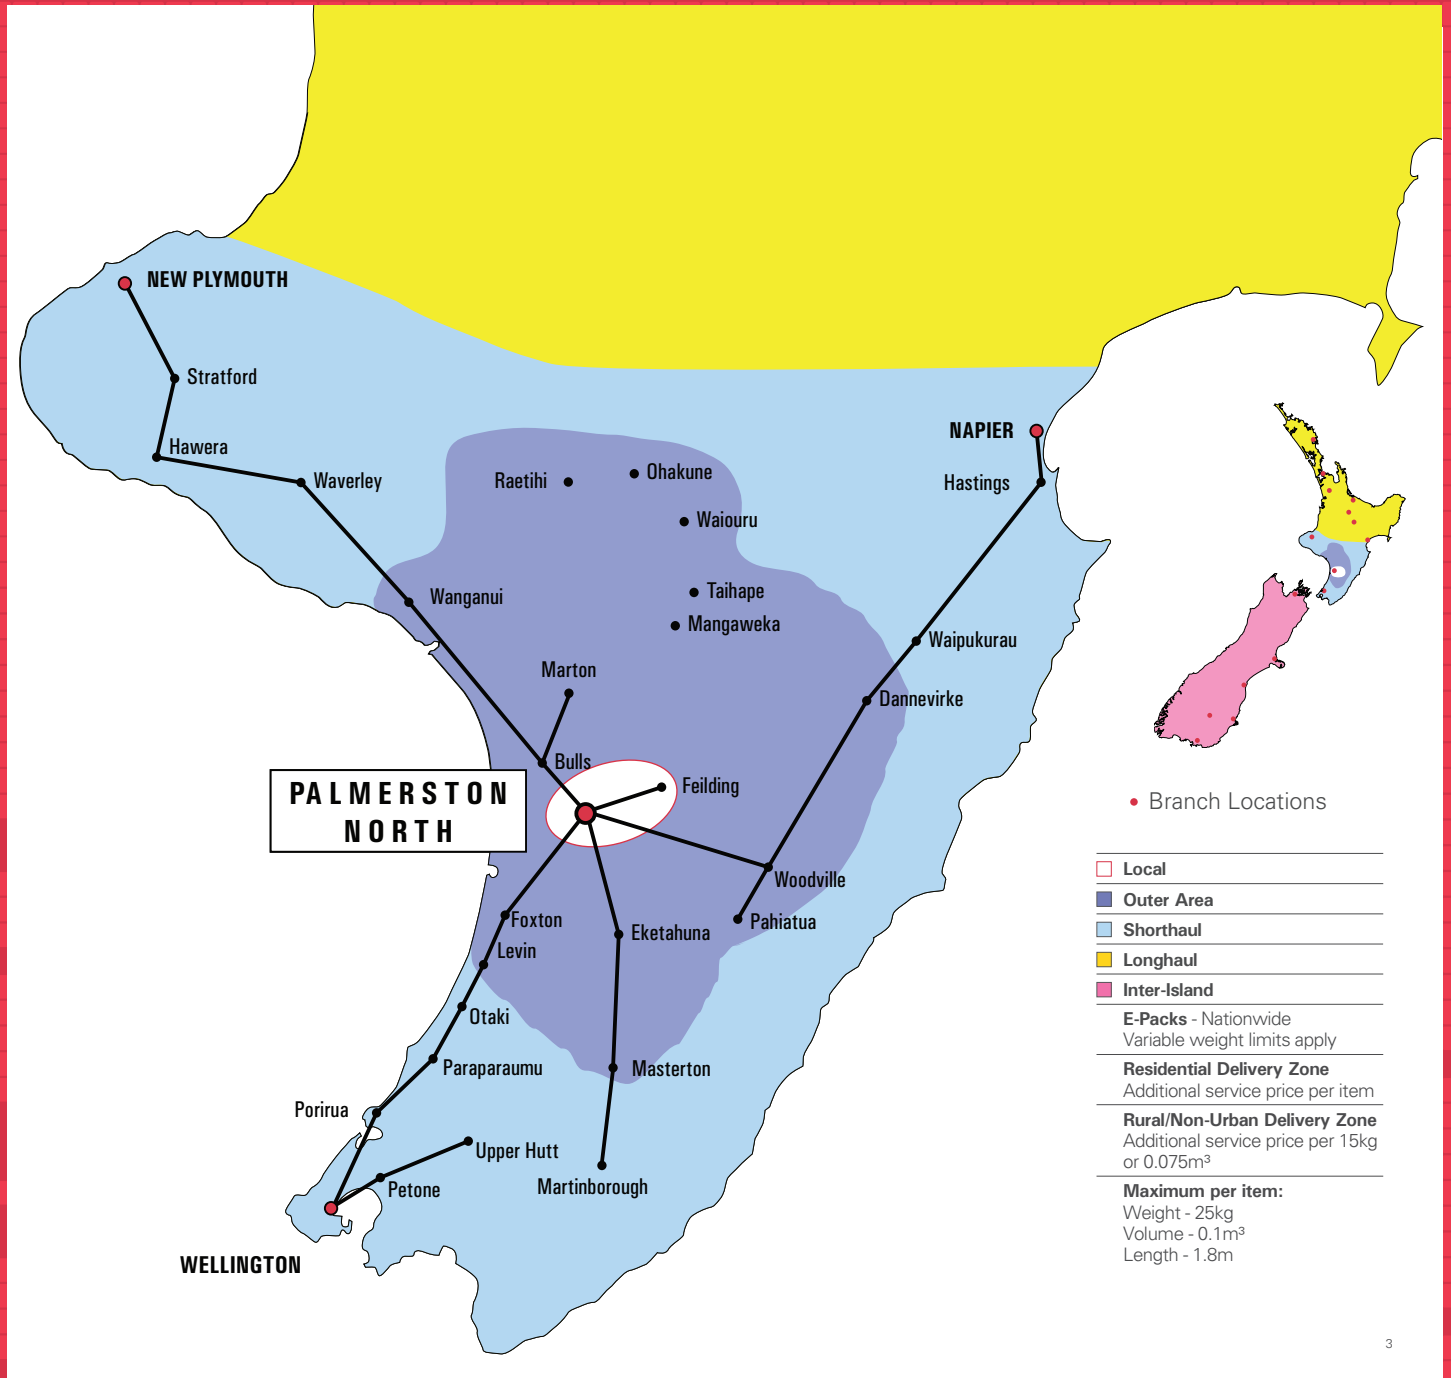 NEW PLYMOUTH
Stratford
Hawera
Waverley
NAPIER
Hastings
Raetihi
Ohakune
Waiouru
Taihape
Mangaweka
Wanganui
Waipukurau
Marton
Dannevirke
Bulls
Feilding
PALMERSTON
NORTH
Woodville
Pahiatua
Foxton
Eketahuna
Levin
Otaki
Paraparaumu
Masterton
Porirua
Upper Hutt
Petone
Martinborough
WELLINGTON
Branch Locations
Local
Outer Area
Shorthaul
Longhaul
Inter-Island
E-Packs - Nationwide
Variable weight limits apply
Residential Delivery Zone
Additional service price per item
Rural/Non-Urban Delivery Zone
Additional service price per 15kg
or 0.075m³
Maximum per item:
Weight - 25kg
Volume - 0.1m³
Length - 1.8m
3